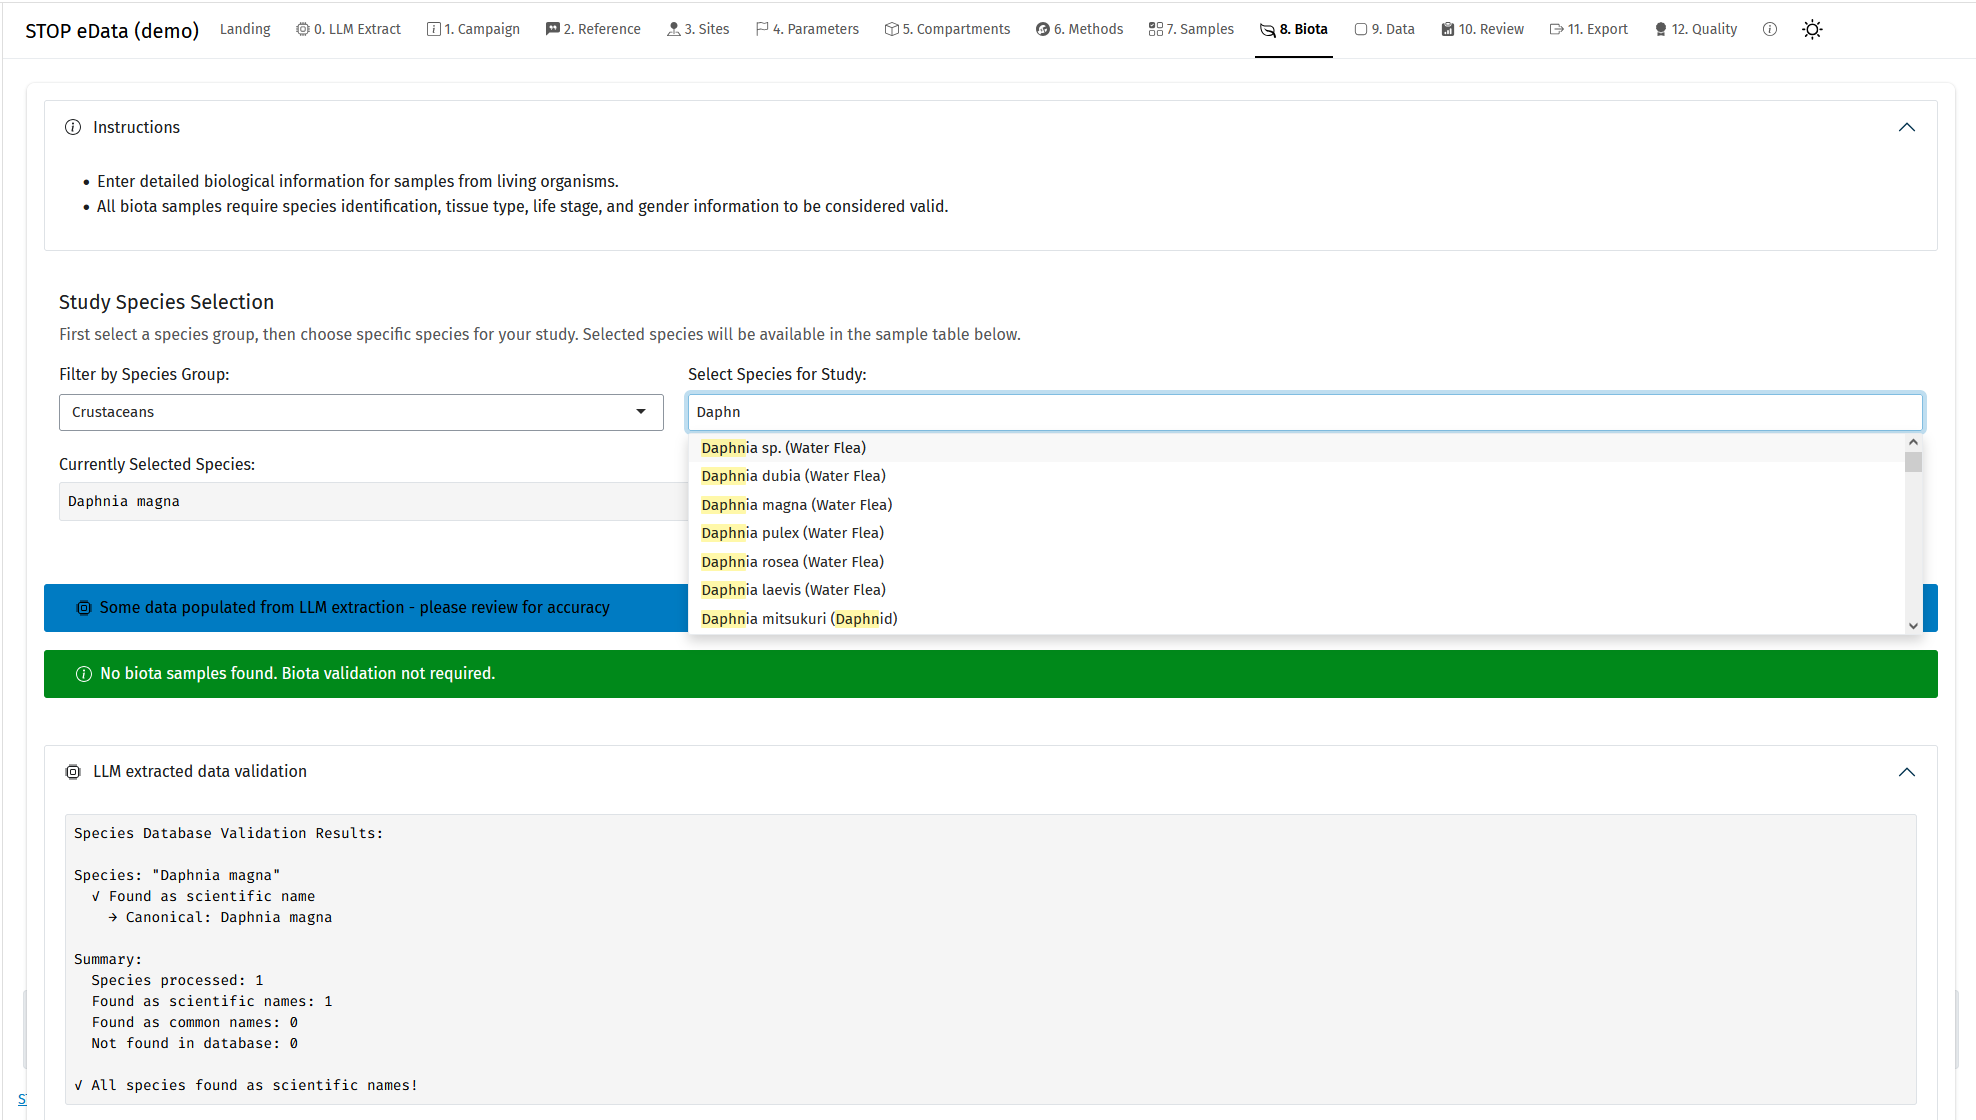 STOP eData (demo) Landing 0. LLM Extract 1. Campaign 2. Reference 3. Sites 4. Parameters 5. Compartments 6. Methods 7. Samples 8. Biota 9. Data 10. Review 11. Export 12. Quality
Instructions
• Enter detailed biological information for samples from living organisms.
• All biota samples require species identification, tissue type, life stage, and gender information to be considered valid.
Study Species Selection
First select a species group, then choose specific species for your study. Selected species will be available in the sample table below.
Filter by Species Group:
Crustaceans
Select Species for Study:
Daphn
Daphnia sp. (Water Flea)
Daphnia dubia (Water Flea)
Daphnia magna (Water Flea)
Daphnia pulex (Water Flea)
Daphnia rosea (Water Flea)
Daphnia laevis (Water Flea)
Daphnia mitsukuri (Daphnid)
Currently Selected Species:
Daphnia magna
Some data populated from LLM extraction - please review for accuracy
No biota samples found. Biota validation not required.
LLM extracted data validation
Species Database Validation Results:
Species: "Daphnia magna"
✓ Found as scientific name
→ Canonical: Daphnia magna
Summary:
Species processed: 1
Found as scientific names: 1
Found as common names: 0
Not found in database: 0
✓ All species found as scientific names!